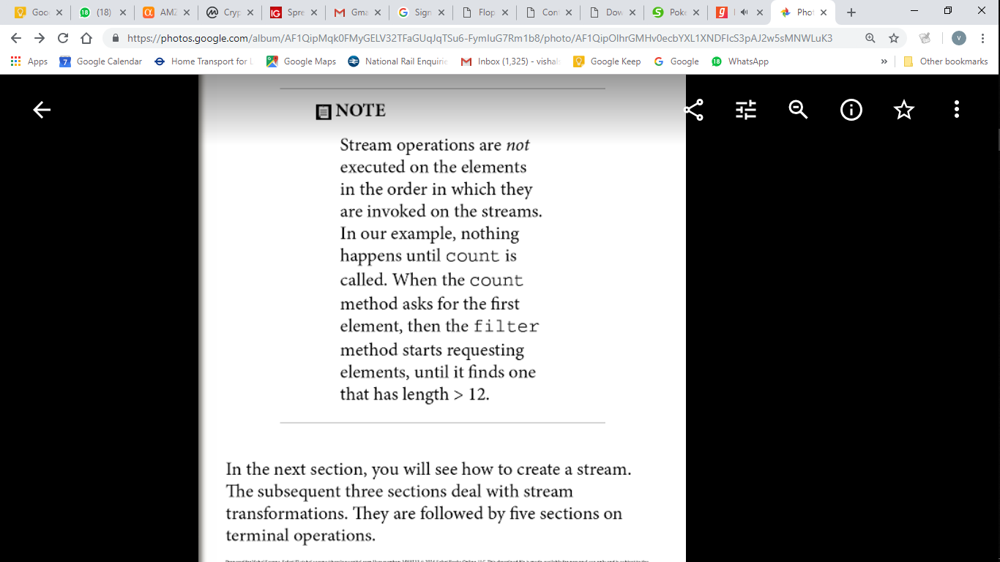 Goo
(18)
AMZ
Cryp
Spre
Gma
Sign
Flop
Con
Dow
Poke
Pho
https://photos.google.com/album/AF1QipMqk0FMyGELV32TFaGUqJqTSu6-FymIuG7Rm1b8/photo/AF1QipOlhrGMHv0ecbYXL1XNDFIcS3pAJ2w5sMNWLuK3
Apps Google Calendar Home Transport for L Google Maps National Rail Enquirie Inbox (1,325) - vishal Google Keep Google WhatsApp » Other bookmarks
NOTE
Stream operations are not
executed on the elements
in the order in which they
are invoked on the streams.
In our example, nothing
happens until count is
called. When the count
method asks for the first
element, then the filter
method starts requesting
elements, until it finds one
that has length > 12.
In the next section, you will see how to create a stream.
The subsequent three sections deal with stream
transformations. They are followed by five sections on
terminal operations.